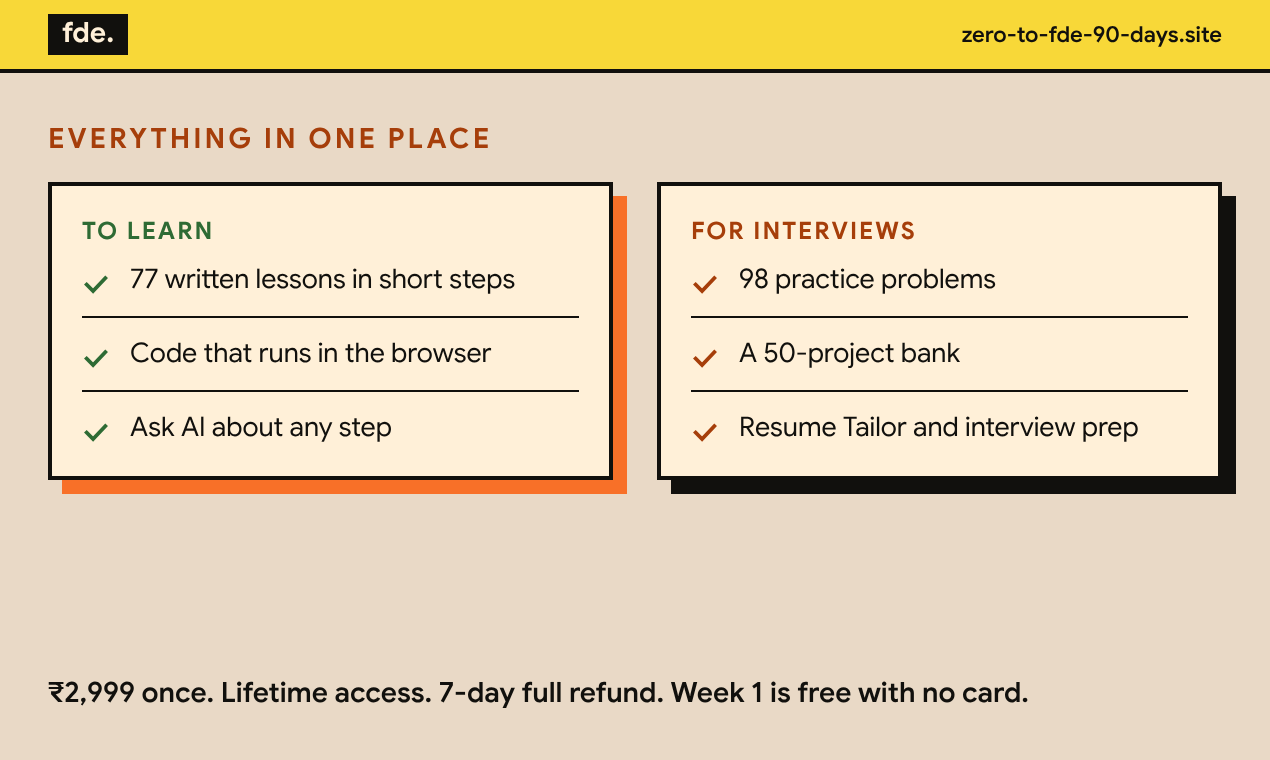 fde.
zero-to-fde-90-days.site
EVERYTHING IN ONE PLACE
TO LEARN
77 written lessons in short steps
Code that runs in the browser
Ask AI about any step
FOR INTERVIEWS
98 practice problems
A 50-project bank
Resume Tailor and interview prep
₹2,999 once. Lifetime access. 7-day full refund. Week 1 is free with no card.